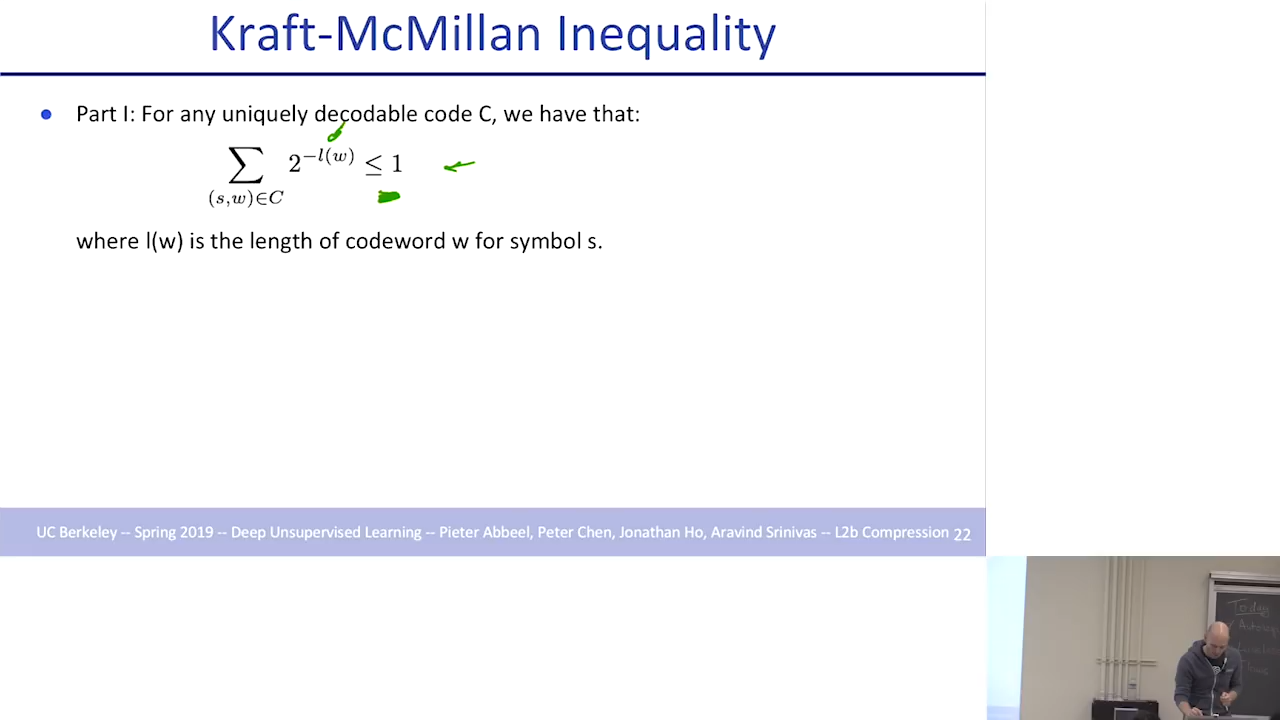 Kraft-McMillan Inequality
• Part I: For any uniquely decodable code C, we have that:
∑ 2^{-l(w)} ≤ 1
(s,w)∈C
where l(w) is the length of codeword w for symbol s.
UC Berkeley -- Spring 2019 -- Deep Unsupervised Learning -- Pieter Abbeel, Peter Chen, Jonathan Ho, Aravind Srinivas -- L2b Compression 22
Today